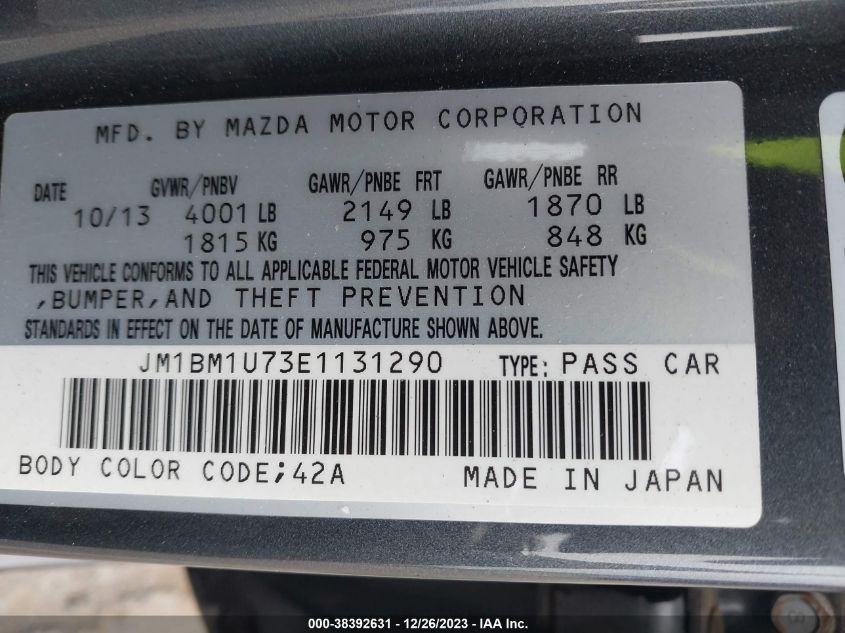 MFD. BY MAZDA MOTOR CORPORATION
DATE GVWR/PNBV GAWR/PNBE FRT GAWR/PNBE RR
10/13 4001 LB 2149 LB 1870 LB
1815 KG 975 KG 848 KG
THIS VEHICLE CONFORMS TO ALL APPLICABLE FEDERAL MOTOR VEHICLE SAFETY
,BUMPER,AND THEFT PREVENTION
STANDARDS IN EFFECT ON THE DATE OF MANUFACTURE SHOWN ABOVE.
JM1BM1U73E1131290 TYPE: PASS CAR
BODY COLOR CODE;42A MADE IN JAPAN
000-38392631 - 12/26/2023 - IAA Inc.